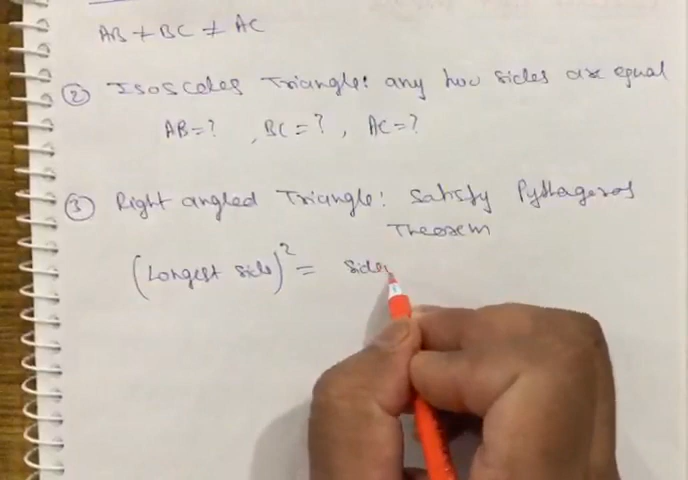 AB ≠ BC ≠ AC
② Isosceles Triangle: any two sides are equal
AB = ? , BC = ? , AC = ?
③ Right angled Triangle: Satisfy Pythagoros
Theorem
(Longest side)² = side